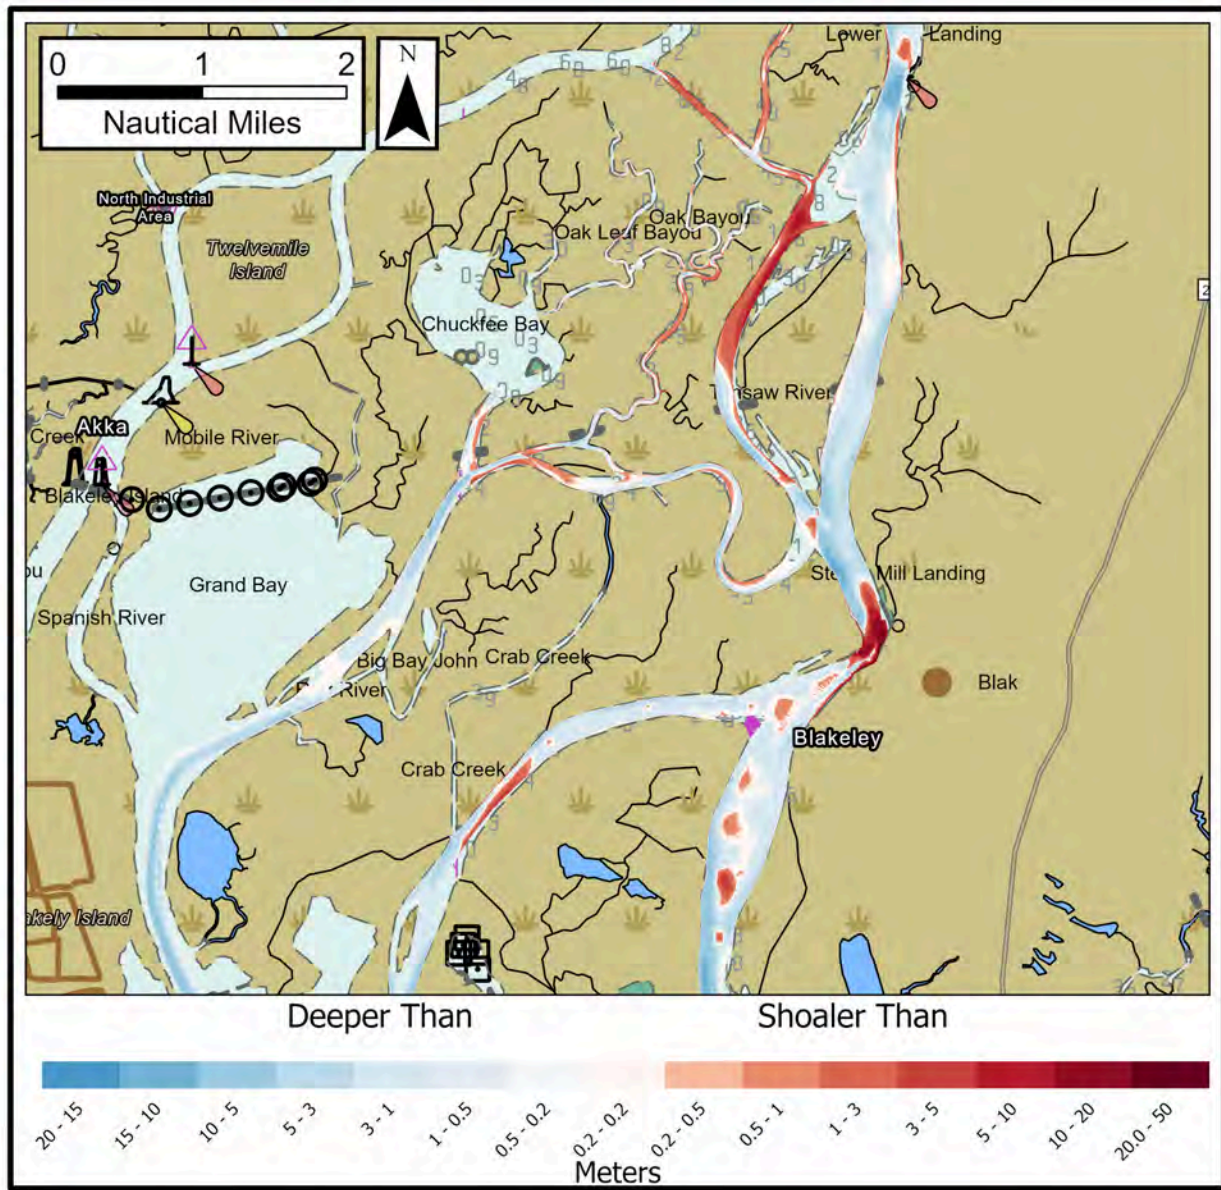 0 1 2
Nautical Miles
N
Lower Landing
North Industrial
Area
Twelvemile
Island
Oak Bayou
Oak Leaf Bayou
Chuckfee Bay
2
Akka
Creek
Mobile River
Blakeley Island
Grand Bay
Spanish River
Mill Landing
Big Bay John
Crab Creek
River
Blak
Blakeley
Crab Creek
akely Island
Deeper Than Shoaler Than
20 - 15 15 - 10 10 - 5 5 - 3 3 - 1 1 - 0.5 0.5 - 0.2 0.2 - 0.2 0.2 - 0.5 0.5 - 1 1 - 3 3 - 5 5 - 10 10 - 20 20.0 - 50
Meters